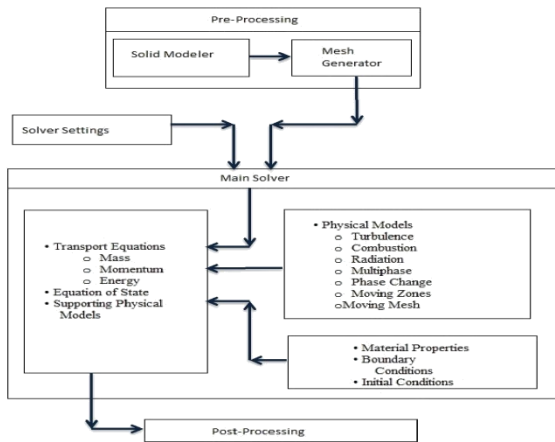 Pre-Processing
Solid Modeler
Mesh
Generator
Solver Settings
Main Solver
• Transport Equations
o Mass
o Momentum
o Energy
• Equation of State
• Supporting Physical
Models
• Physical Models
o Turbulence
o Combustion
o Radiation
o Multiphase
o Phase Change
o Moving Zones
oMoving Mesh
• Material Properties
• Boundary
Conditions
• Initial Conditions
Post-Processing